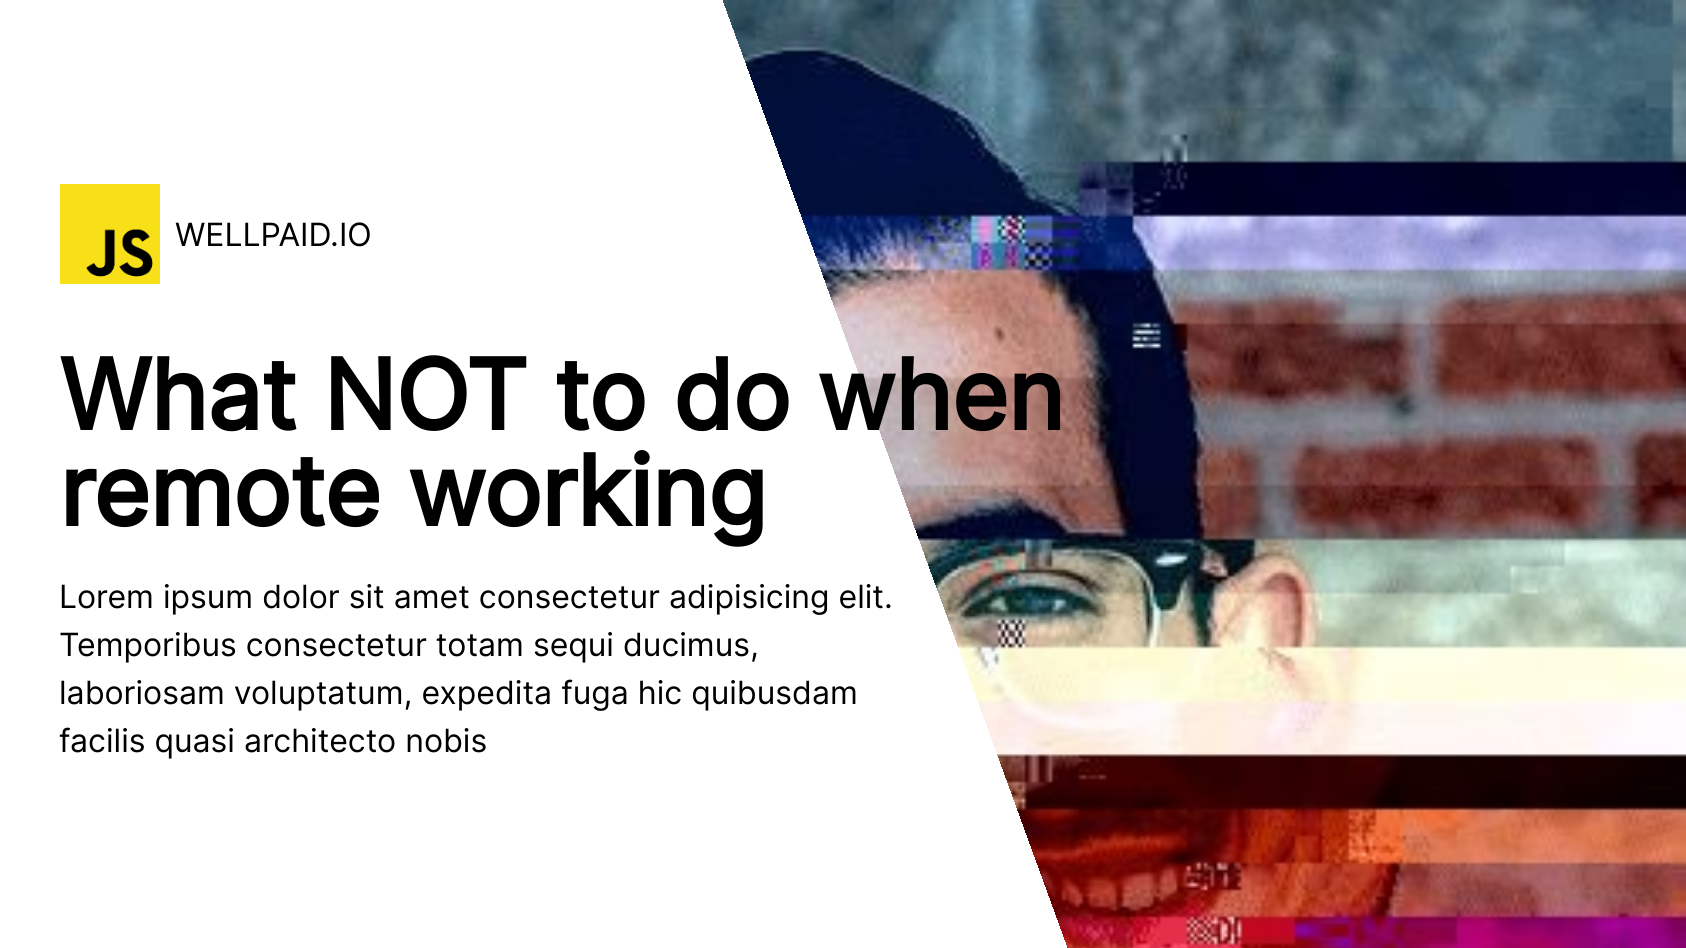 JS
WELLPAID.IO
What NOT to do when
remote working
Lorem ipsum dolor sit amet consectetur adipisicing elit.
Temporibus consectetur totam sequi ducimus,
laboriosam voluptatum, expedita fuga hic quibusdam
facilis quasi architecto nobis